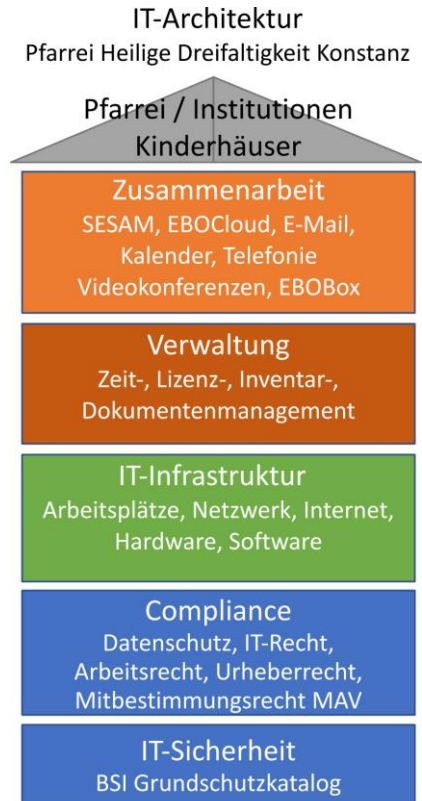 IT-Architektur
Pfarrei Heilige Dreifaltigkeit Konstanz
Pfarrei / Institutionen
Kinderhäuser
Zusammenarbeit
SESAM, EBOCloud, E-Mail,
Kalender, Telefonie
Videokonferenzen, EBOBox
Verwaltung
Zeit-, Lizenz-, Inventar-,
Dokumentenmanagement
IT-Infrastruktur
Arbeitsplätze, Netzwerk, Internet,
Hardware, Software
Compliance
Datenschutz, IT-Recht,
Arbeitsrecht, Urheberrecht,
Mitbestimmungsrecht MAV
IT-Sicherheit
BSI Grundschutzkatalog